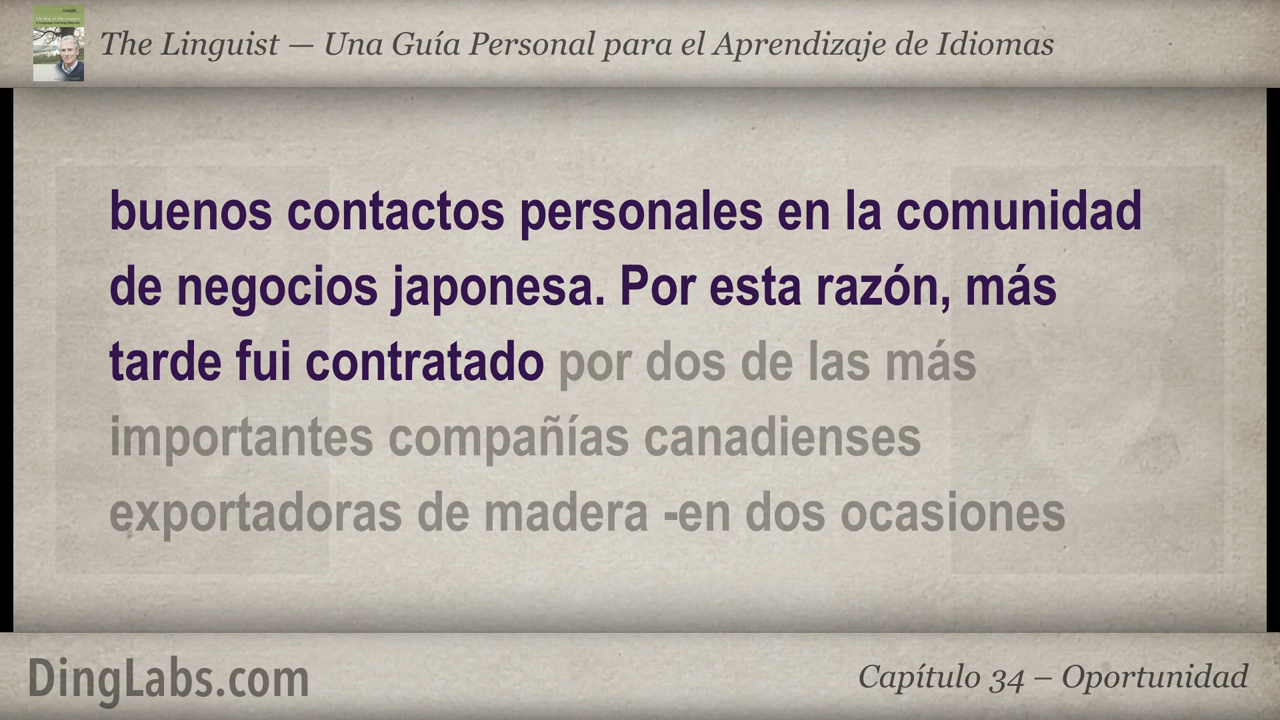 The Linguist — Una Guía Personal para el Aprendizaje de Idiomas
buenos contactos personales en la comunidad
de negocios japonesa. Por esta razón, más
tarde fui contratado por dos de las más
importantes compañías canadienses
exportadoras de madera -en dos ocasiones
DingLabs.com
Capítulo 34 – Oportunidad